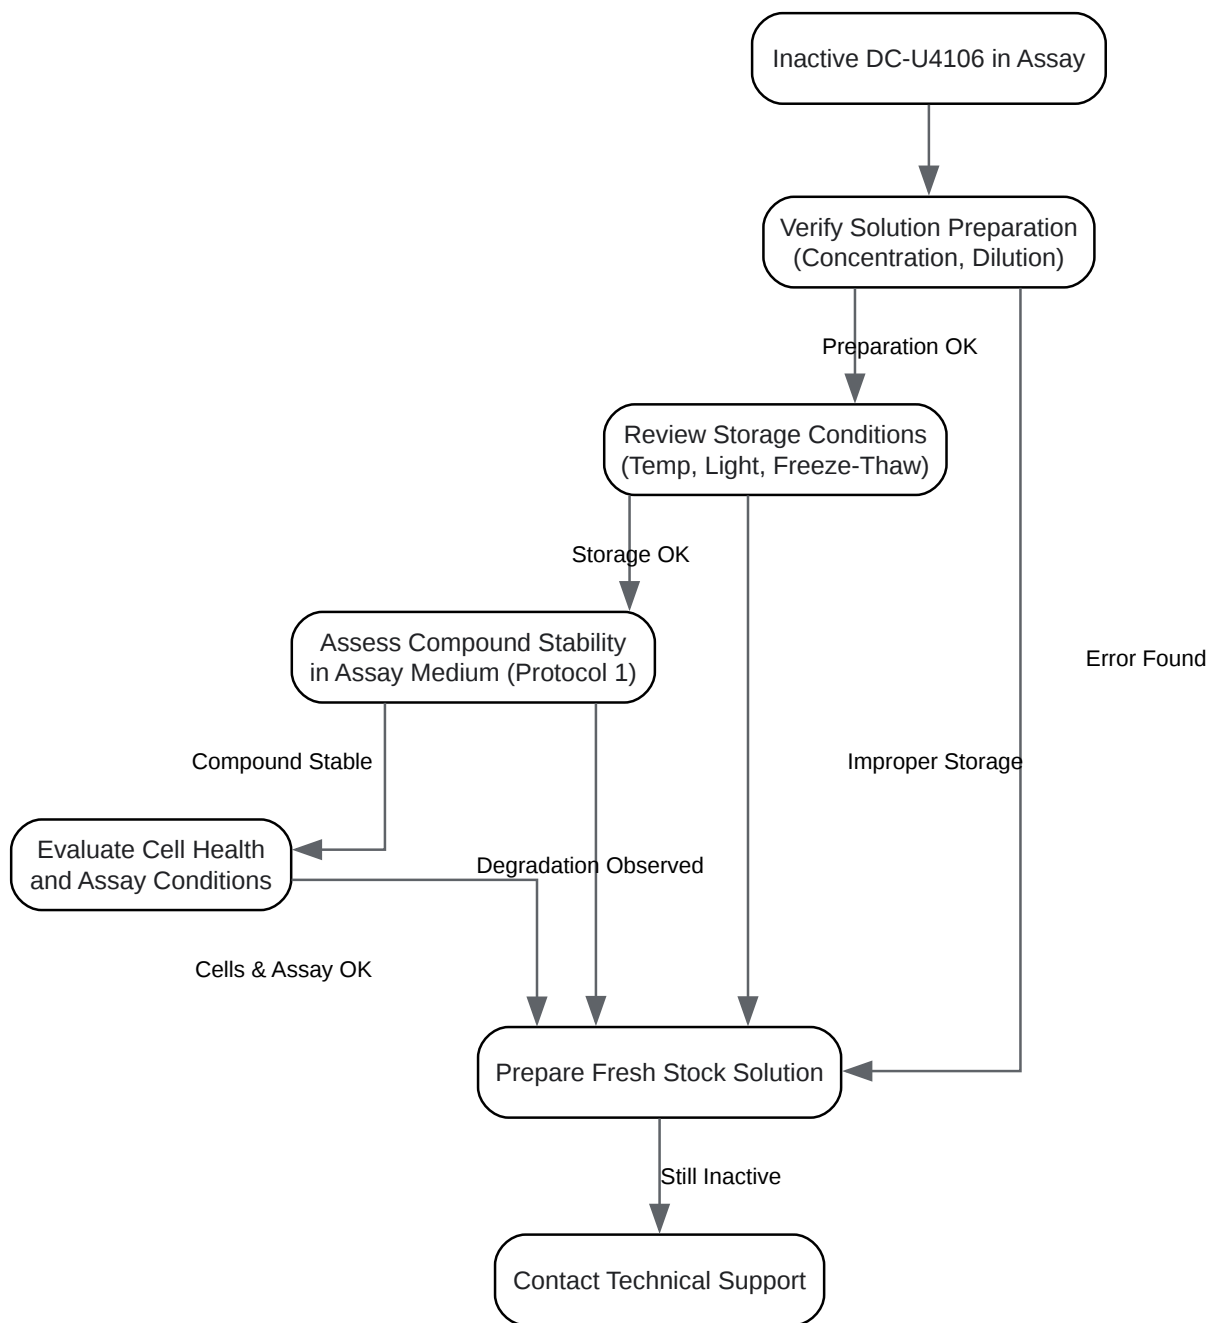 Inactive DC-U4106 in Assay
Verify Solution Preparation
(Concentration, Dilution)
Preparation OK
Review Storage Conditions
(Temp, Light, Freeze-Thaw)
Storage OK
Assess Compound Stability
in Assay Medium (Protocol 1)
Error Found
Compound Stable
Improper Storage
Evaluate Cell Health
and Assay Conditions
Degradation Observed
Cells & Assay OK
Prepare Fresh Stock Solution
Still Inactive
Contact Technical Support